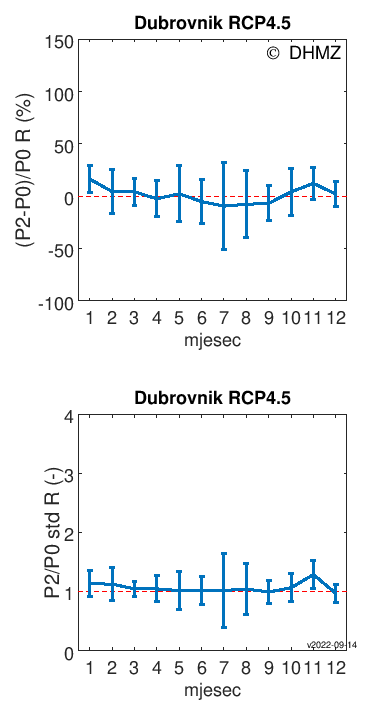 Dubrovnik RCP4.5
© DHMZ
(P2-P0)/P0 R (%)
150
100
50
0
-50
-100
1 2 3 4 5 6 7 8 9 10 11 12
mjesec
Dubrovnik RCP4.5
P2/P0 std R (-)
4
3
2
1
0
v2022-09-14
1 2 3 4 5 6 7 8 9 10 11 12
mjesec